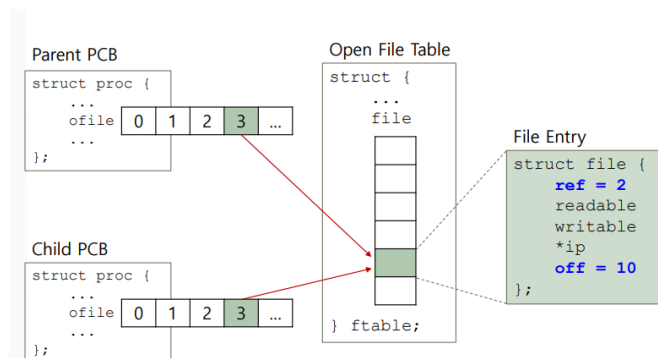 Parent PCB
struct proc {
...
ofile 0 1 2 3 ...
...
};
Child PCB
struct proc {
...
ofile 0 1 2 3 ...
...
};
Open File Table
struct {
...
file
} ftable;
File Entry
struct file {
ref = 2
readable
writable
*ip
off = 10
};